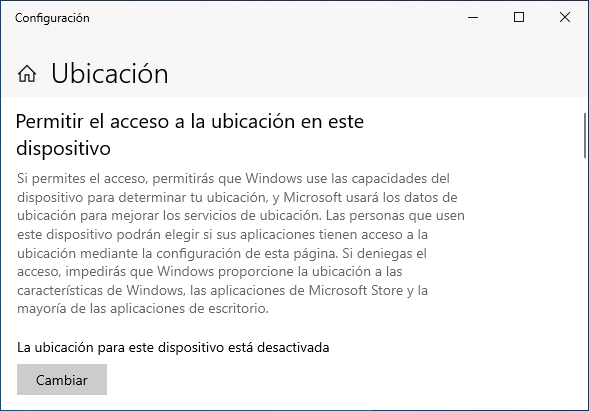 Configuración
Ubicación
Permitir el acceso a la ubicación en este
dispositivo
Si permites el acceso, permitirás que Windows use las capacidades del
dispositivo para determinar tu ubicación, y Microsoft usará los datos de
ubicación para mejorar los servicios de ubicación. Las personas que usen
este dispositivo podrán elegir si sus aplicaciones tienen acceso a la
ubicación mediante la configuración de esta página. Si deniegas el
acceso, impedirás que Windows proporcione la ubicación a las
características de Windows, las aplicaciones de Microsoft Store y la
mayoría de las aplicaciones de escritorio.
La ubicación para este dispositivo está desactivada
Cambiar